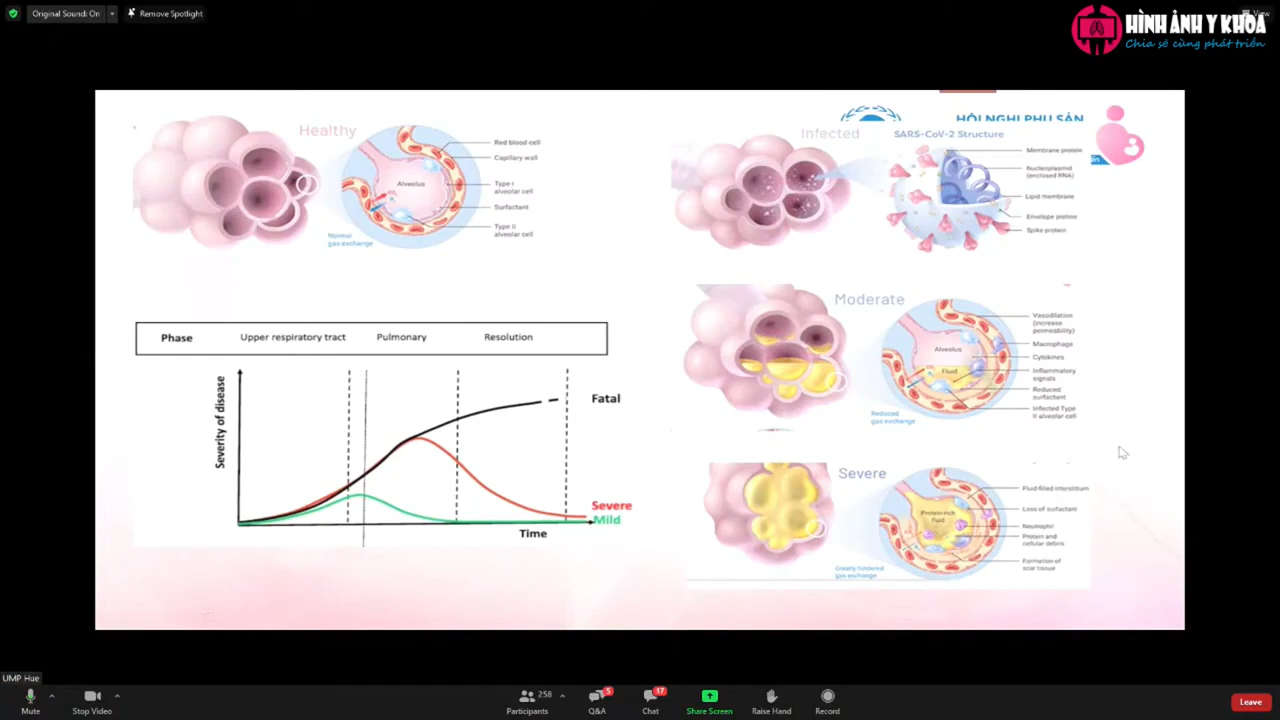 Original Sound: On
Remove Spotlight
View
HÌNH ẢNH Y KHOA
Chia sẻ cùng phát triển
HỘI NGHỊ PHỤ SẢN
Healthy
Red blood cell
Capillary wall
Alveolus
Type I
alveolar cell
Surfactant
Type II
alveolar cell
Normal
gas exchange
Infected
SARS-CoV-2 Structure
Membrane protein
Nucleoplasmid
(enclosed RNA)
Lipid membrane
Envelope protein
Spike protein
Moderate
Vasodilation
(increase
permeability)
Macrophage
Alveolus
Cytokines
Fluid
Inflammatory
signals
Reduced
surfactant
Infected Type
II alveolar cell
Reduced
gas exchange
Phase Upper respiratory tract Pulmonary Resolution
Severity of disease
Fatal
Severe
Mild
Time
Severe
Fluid-filled interstitium
Loss of surfactant
Protein-rich
fluid
Neutrophil
Protein and
cellular debris
Formation of
scar tissue
Greatly hindered
gas exchange
UMP Hue
Mute
Stop Video
258
Participants
5
Q&A
17
Chat
Share Screen
Raise Hand
Record
Leave